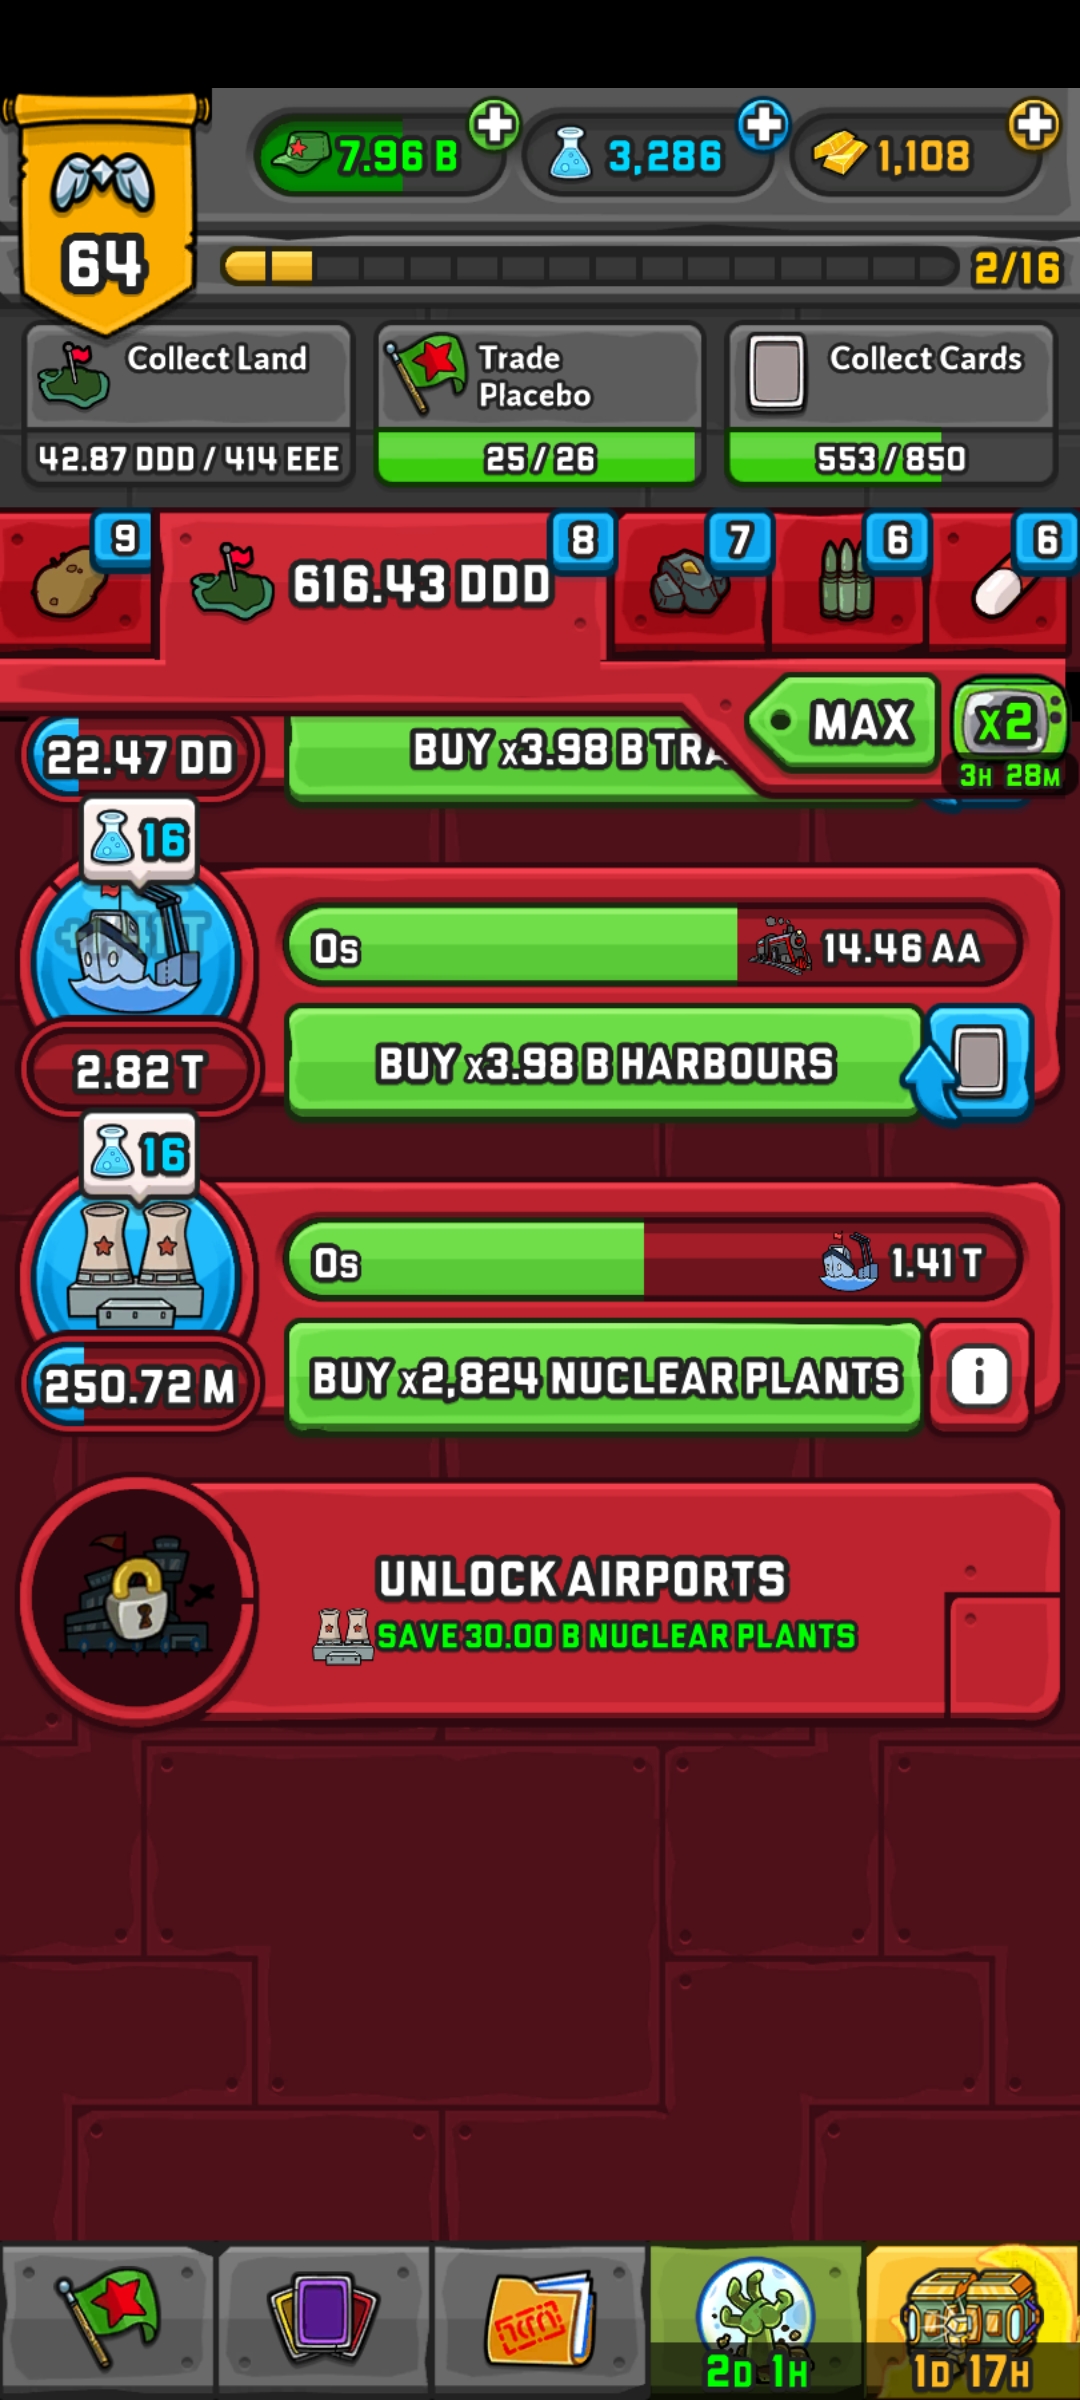 7.96 B
3,286
1,108
64
2/16
Collect Land
42.87 DDD / 414 EEE
Trade
Placebo
25 / 26
Collect Cards
553 / 850
9
616.43 DDD
8
7
6
6
MAX
x2
3H 28M
22.47 DD
BUY x3.98 B TRA
16
0s
14.46 AA
2.82 T
BUY x3.98 B HARBOURS
16
0s
1.41 T
250.72 M
BUY x2,824 NUCLEAR PLANTS
i
UNLOCK AIRPORTS
SAVE 30.00 B NUCLEAR PLANTS
2D 1H
1D 17H